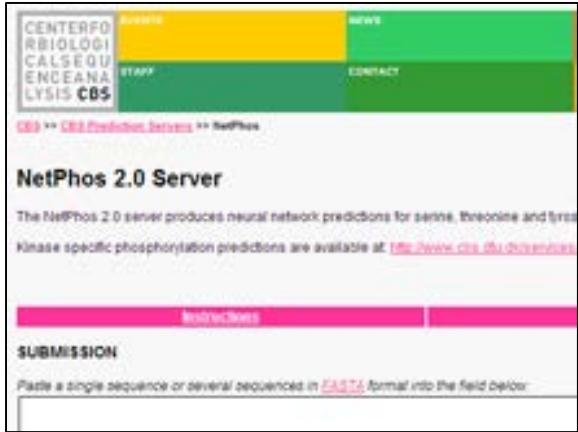 CENTERFO
RBIOLOGI
CALSEQU
ENCEANA
LYSIS CBS
EVENTS
NEWS
STAFF
CONTACT
CBS >> CBS Prediction Servers >> NetPhos
NetPhos 2.0 Server
The NetPhos 2.0 server produces neural network predictions for serine, threonine and tyros
Kinase specific phosphorylation predictions are available at: http://www.cbs.dtu.dk/services
Instructions
SUBMISSION
Paste a single sequence or several sequences in FASTA format into the field below: